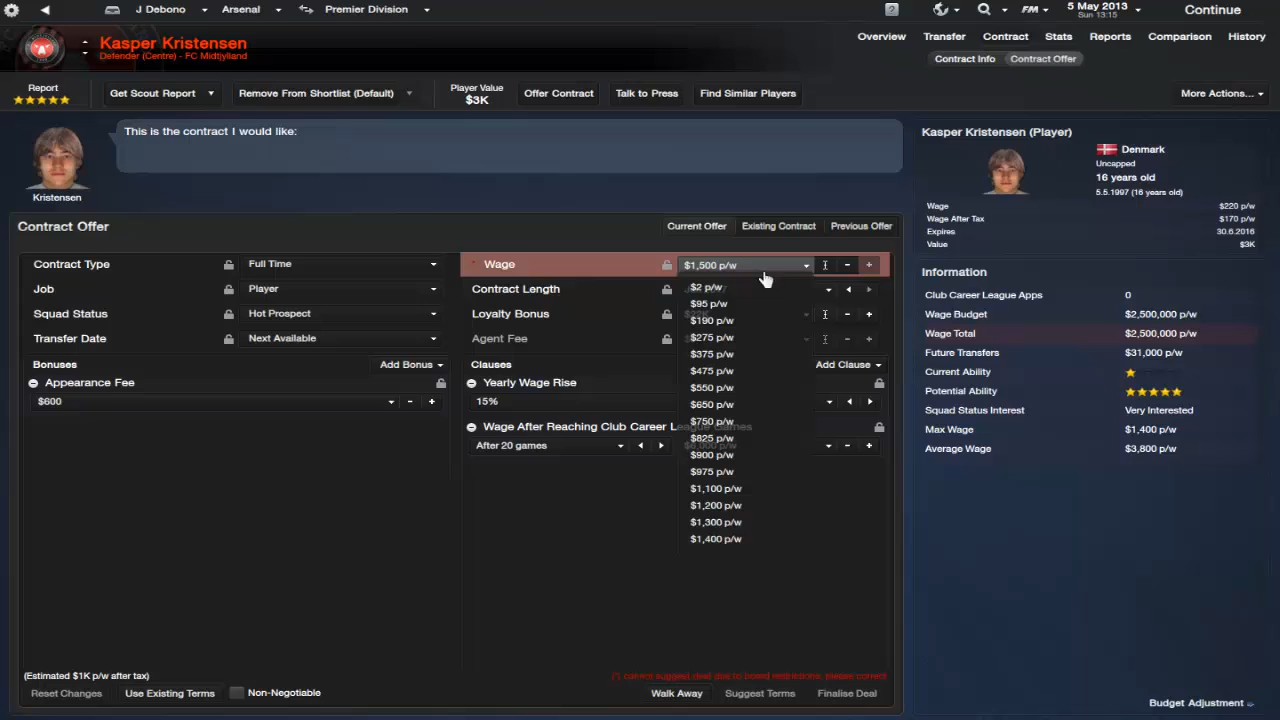 J Debono
Arsenal
Premier Division
?
FM
5 May 2013
Sun 13:15
Continue
Kasper Kristensen
Defender (Centre) - FC Midtjylland
Overview
Transfer
Contract
Stats
Reports
Comparison
History
Contract Info
Contract Offer
Report
Get Scout Report
Remove From Shortlist (Default)
Player Value
$3K
Offer Contract
Talk to Press
Find Similar Players
More Actions...
This is the contract I would like:
Kristensen
Contract Offer
Current Offer
Existing Contract
Previous Offer
Contract Type
Full Time
Job
Player
Squad Status
Hot Prospect
Transfer Date
Next Available
Bonuses
Add Bonus
Appearance Fee
$600
* Wage
$1,500 p/w
Contract Length
Loyalty Bonus
Agent Fee
Clauses
Add Clause
Yearly Wage Rise
15%
Wage After Reaching Club Career League Games
After 20 games
$2 p/w
$95 p/w
$190 p/w
$275 p/w
$375 p/w
$475 p/w
$550 p/w
$650 p/w
$750 p/w
$825 p/w
$900 p/w
$975 p/w
$1,100 p/w
$1,200 p/w
$1,300 p/w
$1,400 p/w
(Estimated $1K p/w after tax)
(*) cannot suggest deal due to board restrictions, please correct
Reset Changes
Use Existing Terms
Non-Negotiable
Walk Away
Suggest Terms
Finalise Deal
Kasper Kristensen (Player)
Denmark
Uncapped
16 years old
5.5.1997 (16 years old)
Wage
$220 p/w
Wage After Tax
$170 p/w
Expires
30.6.2016
Value
$3K
Information
Club Career League Apps
0
Wage Budget
$2,500,000 p/w
Wage Total
$2,500,000 p/w
Future Transfers
$31,000 p/w
Current Ability
Potential Ability
Squad Status Interest
Very Interested
Max Wage
$1,400 p/w
Average Wage
$3,800 p/w
Budget Adjustment